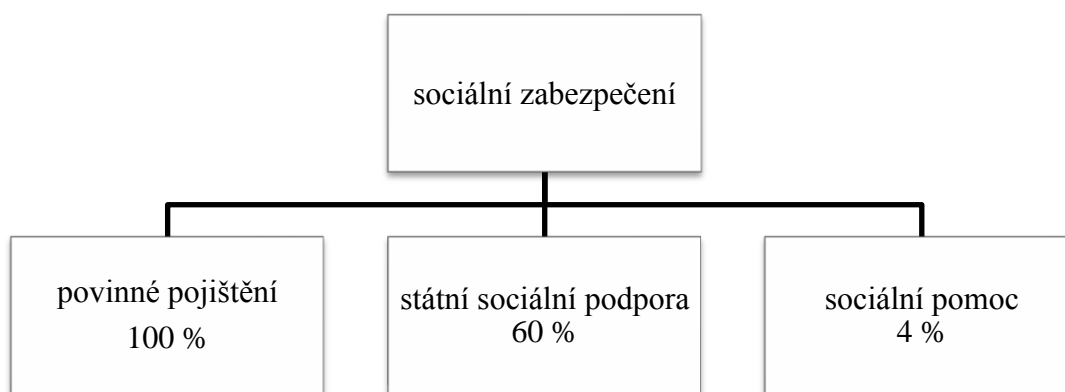 sociální zabezpečení
povinné pojištění
100 %
státní sociální podpora
60 %
sociální pomoc
4 %